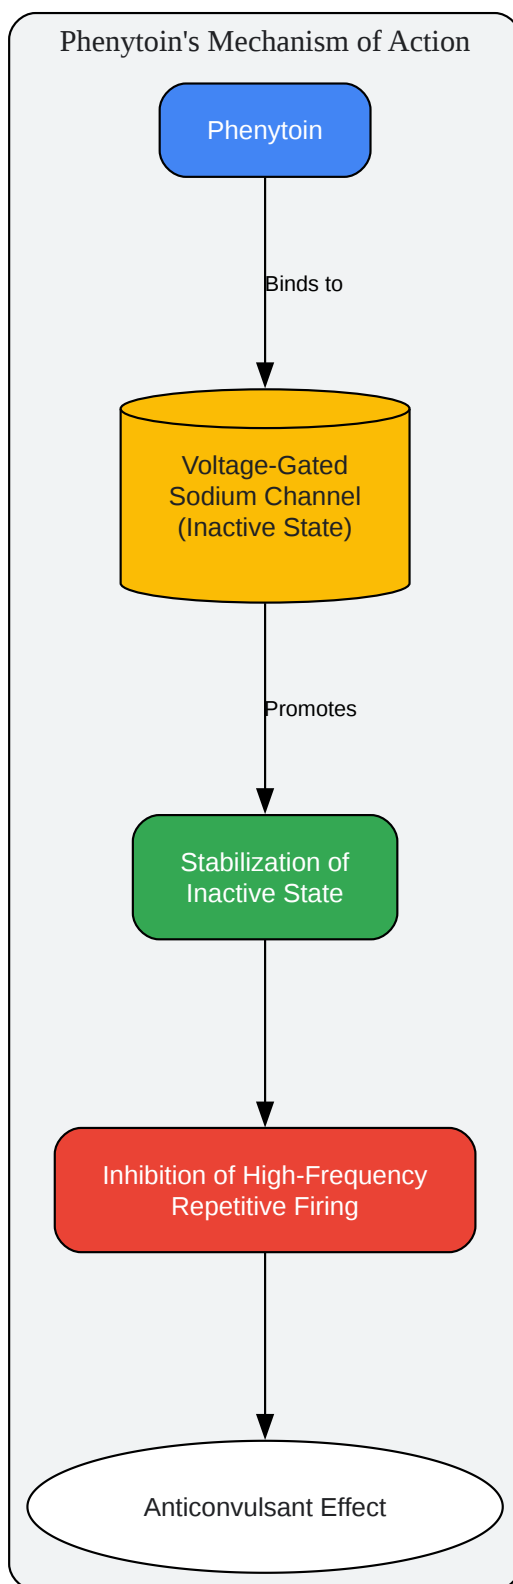 Phenytoin's Mechanism of Action
Phenytoin
Binds to
Voltage-Gated
Sodium Channel
(Inactive State)
Promotes
Stabilization of
Inactive State
Inhibition of High-Frequency
Repetitive Firing
Anticonvulsant Effect